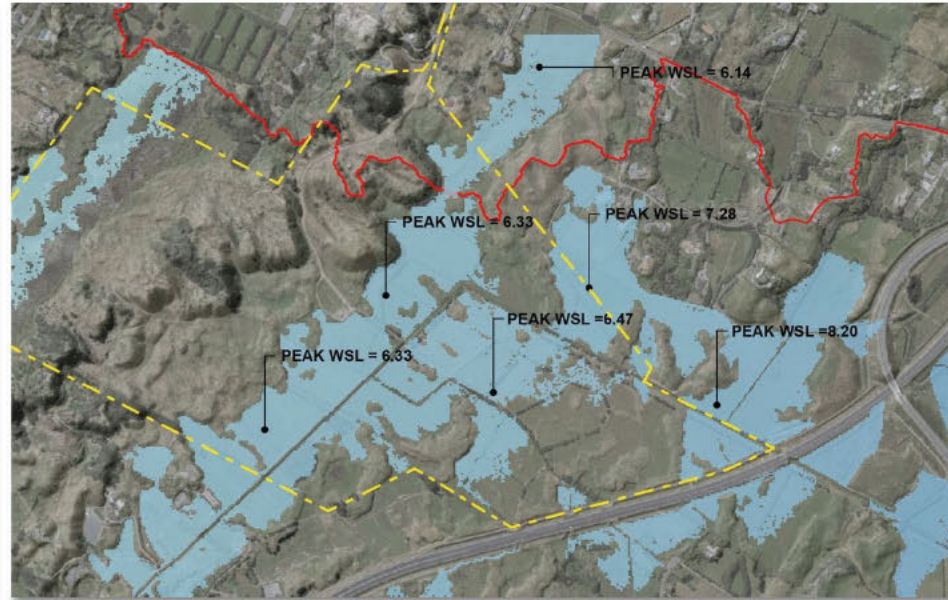 PEAK WSL = 6.14
PEAK WSL = 7.28
PEAK WSL = 6.33
PEAK WSL =6.47
PEAK WSL =8.20
PEAK WSL = 6.33